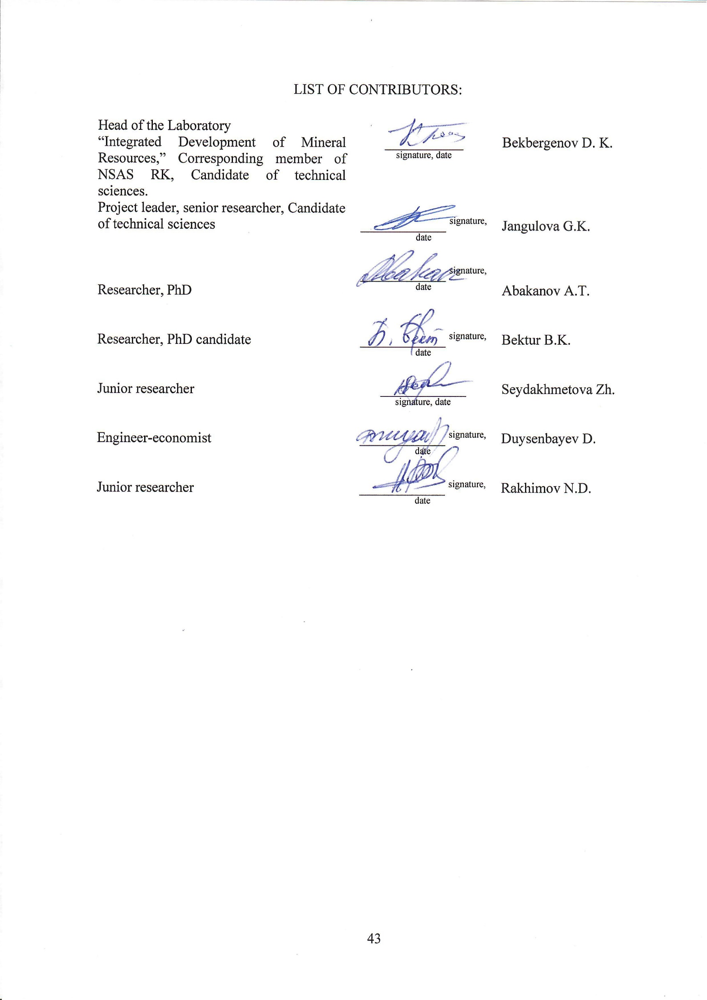 LIST OF CONTRIBUTORS:
Head of the Laboratory
“Integrated Development of Mineral
Resources,” Corresponding member of
NSAS RK, Candidate of technical
sciences.
signature, date
Bekbergenov D. K.
Project leader, senior researcher, Candidate
of technical sciences
signature,
date
Jangulova G.K.
Researcher, PhD
signature,
date
Abakanov A.T.
Researcher, PhD candidate
signature,
date
Bektur B.K.
Junior researcher
signature, date
Seydakhmetova Zh.
Engineer-economist
signature,
date
Duysenbayev D.
Junior researcher
signature,
date
Rakhimov N.D.
43